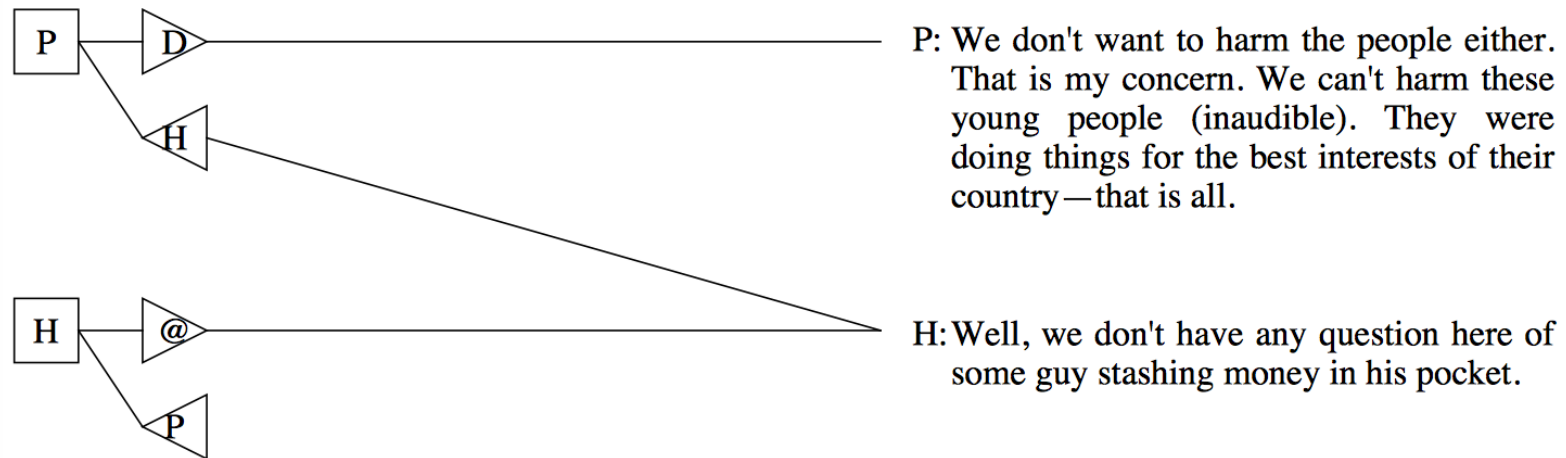 P D
P: We don't want to harm the people either.
That is my concern. We can't harm these
young people (inaudible). They were
doing things for the best interests of their
country—that is all.
H
H @
H: Well, we don't have any question here of
some guy stashing money in his pocket.
P